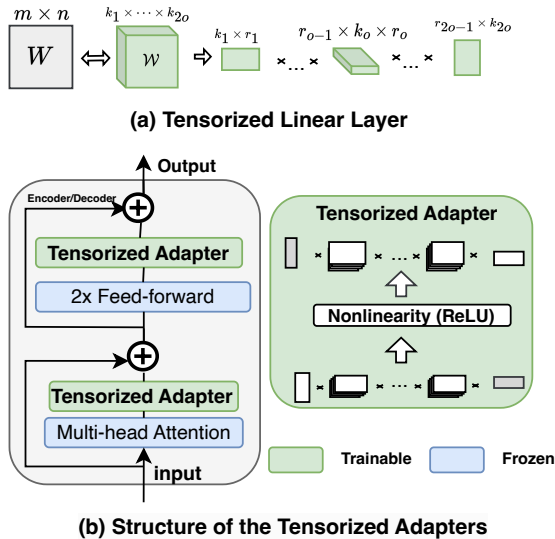 m × n
k₁ × ⋯ × k₂ₒ
k₁ × r₁
rₒ₋₁ × kₒ × rₒ
r₂ₒ₋₁ × k₂ₒ
W
𝒲
× ... ×
× ... ×
(a) Tensorized Linear Layer
Output
Encoder/Decoder
Tensorized Adapter
2x Feed-forward
Tensorized Adapter
Multi-head Attention
input
Tensorized Adapter
× × ... × ×
Nonlinearity (ReLU)
× × ... × ×
Trainable
Frozen
(b) Structure of the Tensorized Adapters